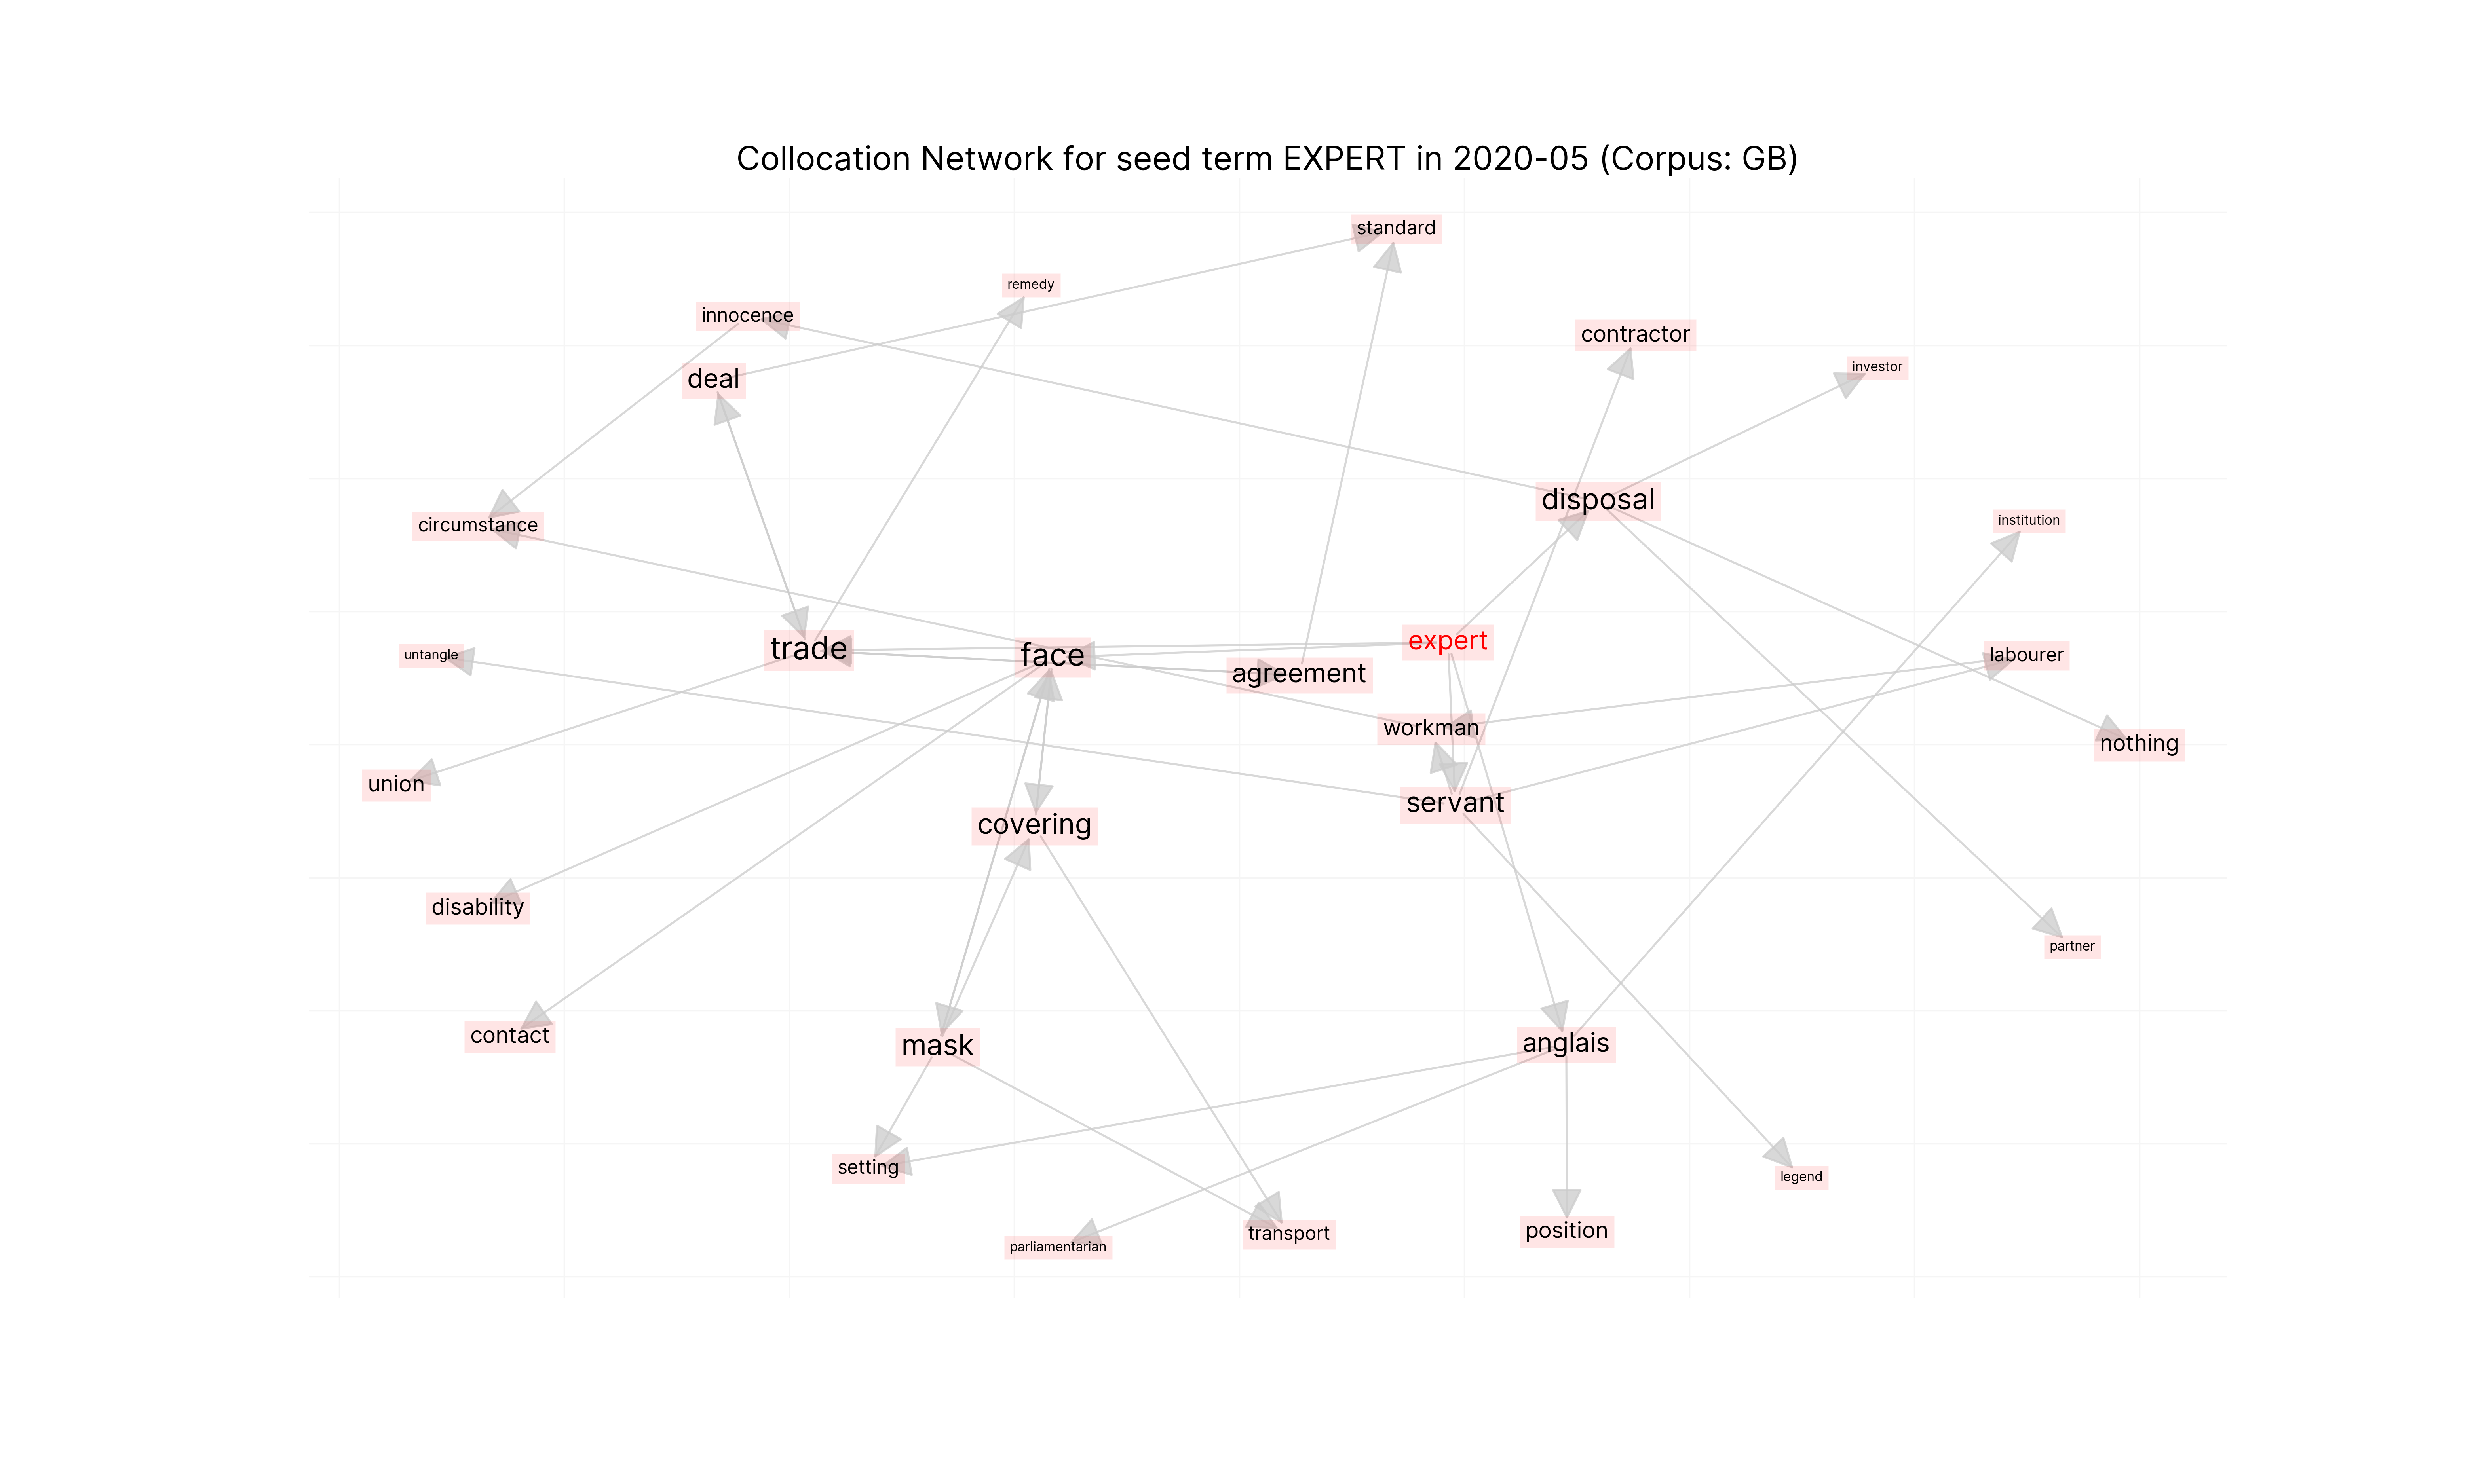 Collocation Network for seed term EXPERT in 2020-05 (Corpus: GB)
standard
remedy
innocence
contractor
investor
deal
disposal
institution
circumstance
expert
trade
face
untangle
labourer
agreement
workman
nothing
union
servant
covering
disability
partner
contact
anglais
mask
setting
legend
position
transport
parliamentarian